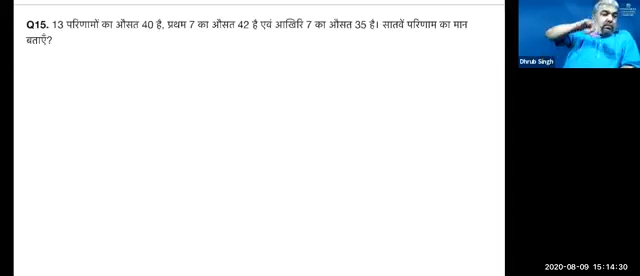 Q15. 13 परिणामों का औसत 40 है, प्रथम 7 का औसत 42 है एवं आखिरि 7 का औसत 35 है। सातवें परिणाम का मान
बताएँ?
Dhrub Singh
2020-08-09 15:14:30